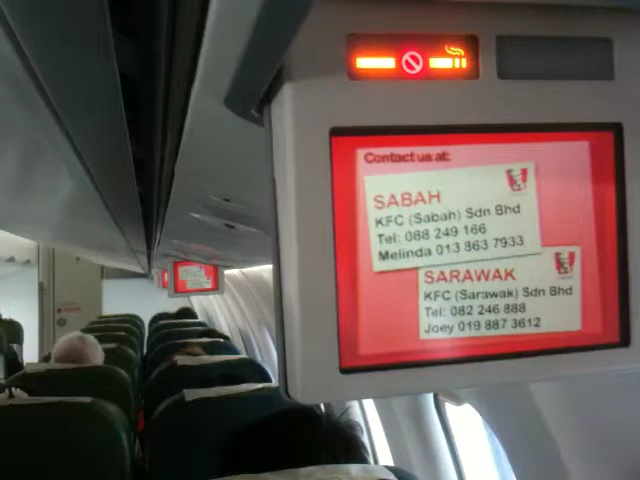 Contact us at:
SABAH
KFC (Sabah) Sdn Bhd
Tel: 088 249 166
Melinda 013 863 7933
SARAWAK
KFC (Sarawak) Sdn Bhd
Tel: 082 246 888
Joey 019 887 3612